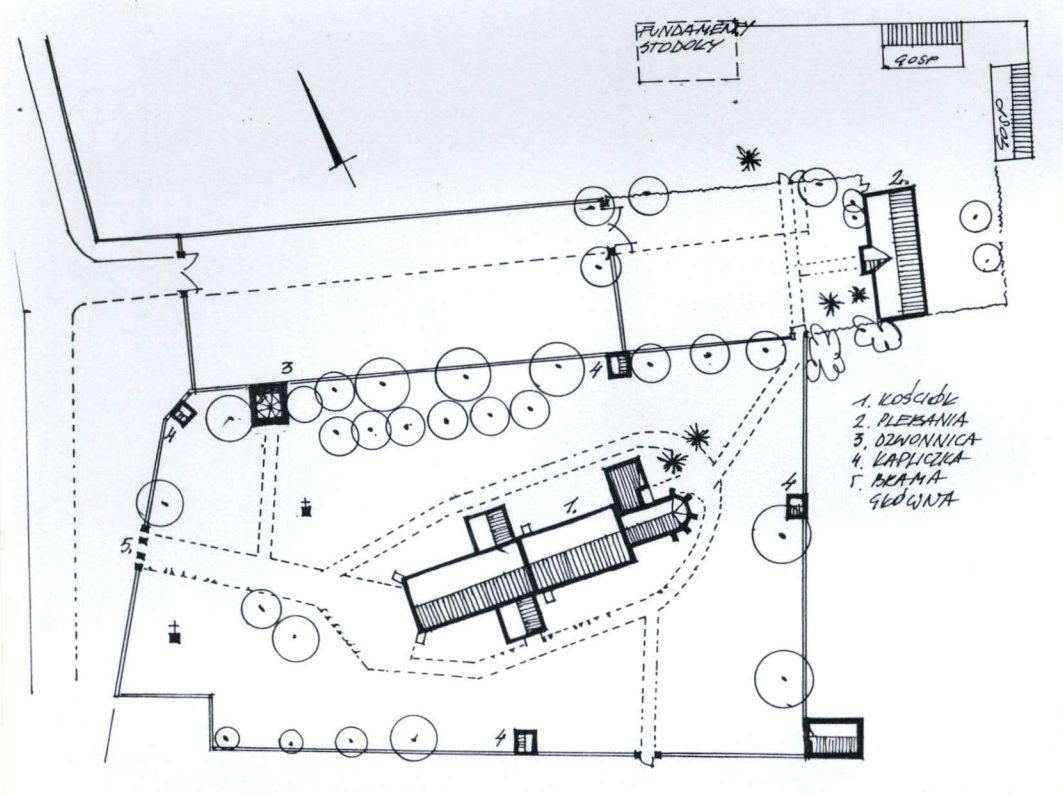 FUNDAMENTY
STODOŁY
GOSP
GOSP
2.
3
4
4
1. KOŚCIÓŁ
2. PLEBANIA
3. DZWONNICA
4. KAPLICZKA
5 BRAMA
GŁÓWNA
4
1.
5.
4